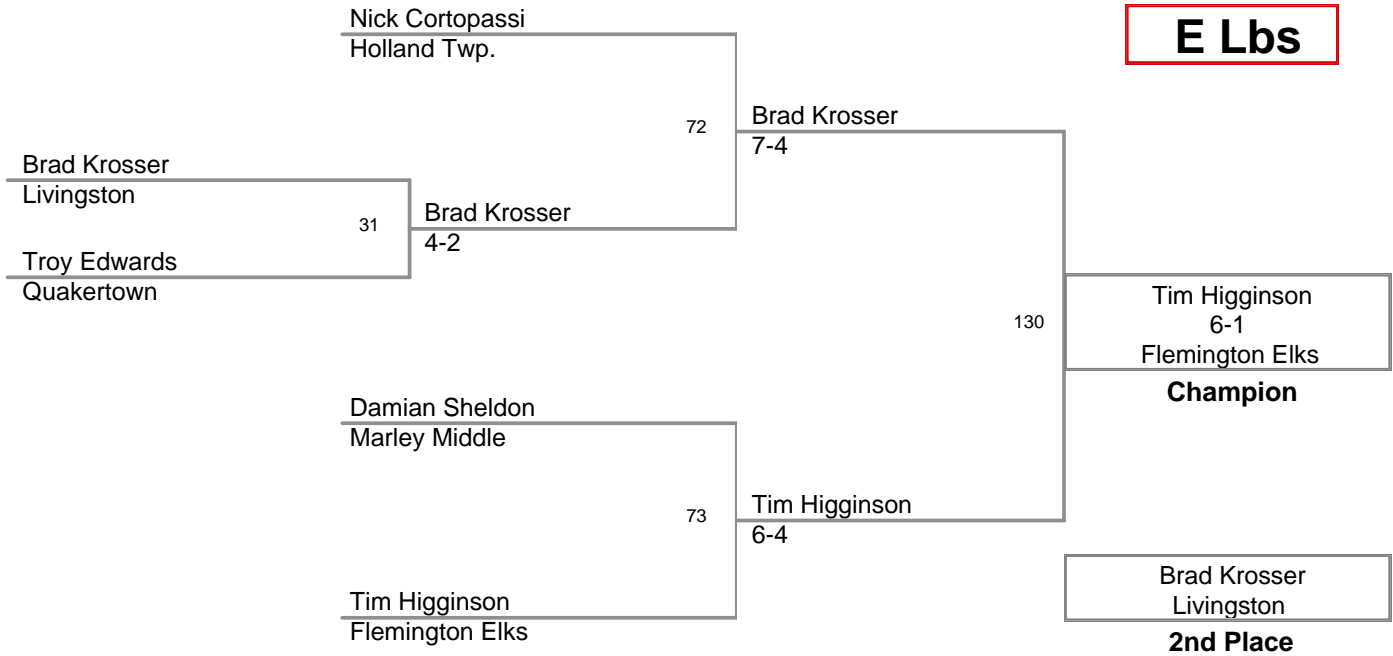 Nick Cortopassi
Holland Twp.
E Lbs
72
Brad Krosser
7-4
Brad Krosser
Livingston
31
Brad Krosser
4-2
Troy Edwards
Quakertown
130
Tim Higginson
6-1
Flemington Elks
Champion
Damian Sheldon
Marley Middle
73
Tim Higginson
6-4
Tim Higginson
Flemington Elks
Brad Krosser
Livingston
2nd Place